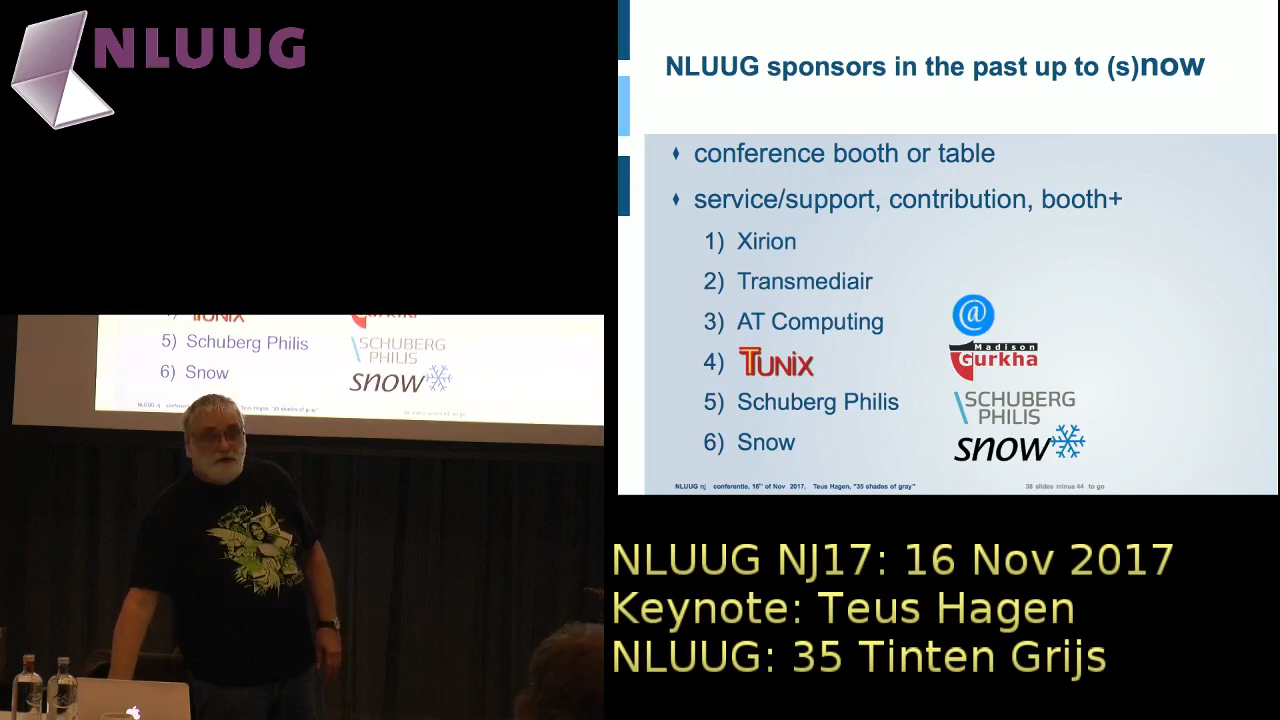 NLUUG
NLUUG sponsors in the past up to (s)now
conference booth or table
service/support, contribution, booth+
1) Xirion
2) Transmediair
3) AT Computing
@
4) TUNIX
Madison
Gurkha
5) Schuberg Philis
SCHUBERG
PHILIS
6) Snow
snow
NLUUG nj conferentie, 16th of Nov 2017, Teus Hagen, "35 shades of gray"
38 slides minus 44 to go
TUNIX
Gurkha
5) Schuberg Philis
SCHUBERG
PHILIS
6) Snow
snow
NLUUG NJ17: 16 Nov 2017
Keynote: Teus Hagen
NLUUG: 35 Tinten Grijs